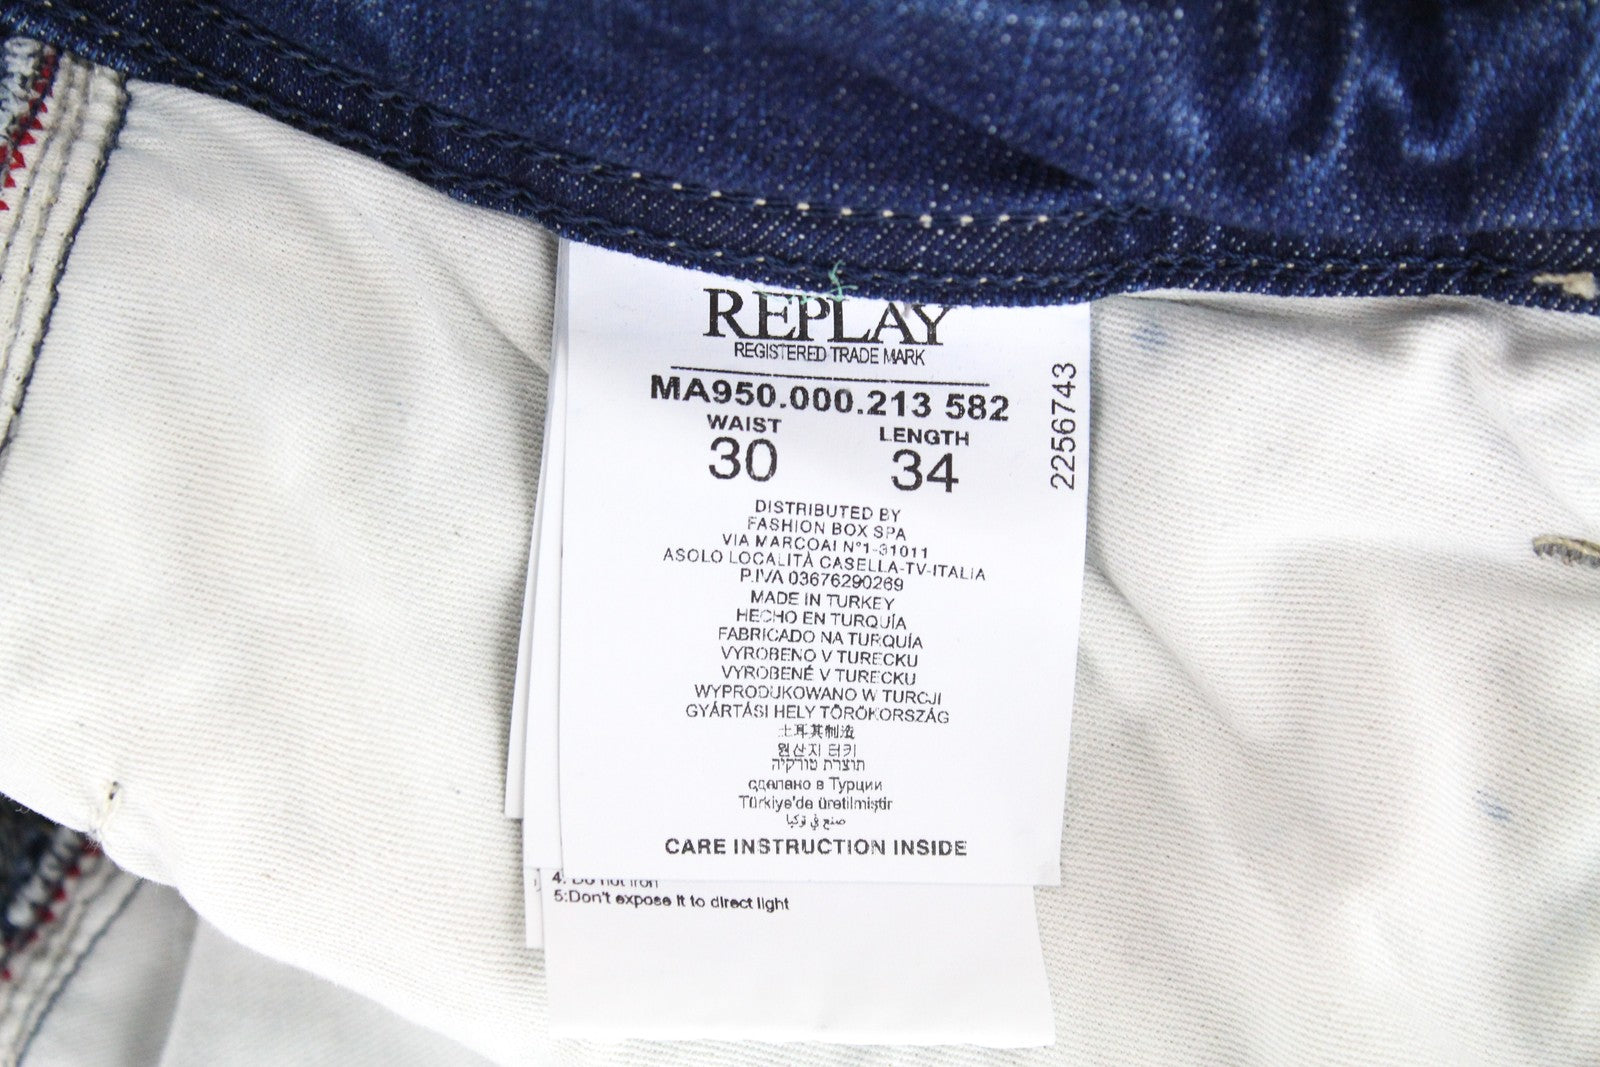 REPLAY
REGISTERED TRADE MARK
MA950.000.213 582
WAIST LENGTH
30 34
2256743
DISTRIBUTED BY
FASHION BOX SPA
VIA MARCOAI N°1-31011
ASOLO LOCALITÀ CASELLA-TV-ITALIA
P.IVA 03676290269
MADE IN TURKEY
HECHO EN TURQUÍA
FABRICADO NA TURQUÍA
VYROBENO V TURECKU
VYROBENÉ V TURECKU
WYPRODUKOWANO W TURCJI
GYÁRTÁSI HELY TÖRÖKORSZÁG
土耳其制造
원산지 터키
תוצרת טורקיה
сделано в Турции
Türkiye'de üretilmiştir
صنع في تركيا
CARE INSTRUCTION INSIDE
4. Do not iron
5:Don't expose it to direct light